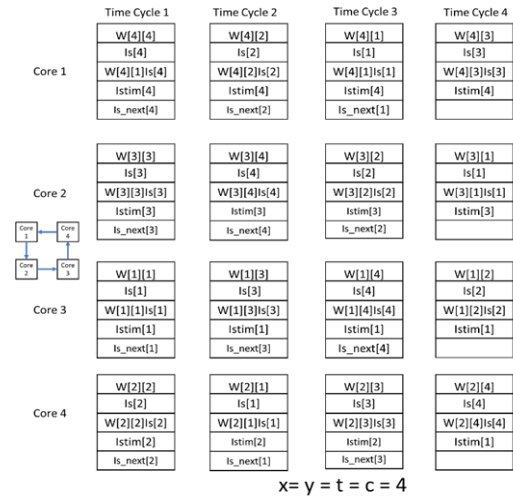 Time Cycle 1 Time Cycle 2 Time Cycle 3 Time Cycle 4
W[4][4] W[4][2] W[4][1] W[4][3]
Is[4] Is[2] Is[1] Is[3]
Core 1 W[4][1]Is[4] W[4][2]Is[2] W[4][1]Is[1] W[4][3]Is[3]
Istim[4] Istim[4] Istim[4] Istim[4]
Is_next[4] Is_next[2] Is_next[1]
W[3][3] W[3][4] W[3][2] W[3][1]
Is[3] Is[4] Is[2] Is[1]
Core 2 W[3][3]Is[3] W[3][4]Is[4] W[3][2]Is[2] W[3][1]Is[1]
Istim[3] Istim[3] Istim[3] Istim[3]
Is_next[3] Is_next[4] Is_next[2]
Core Core
1 4
Core Core
2 3
W[1][1] W[1][3] W[1][4] W[1][2]
Is[1] Is[3] Is[4] Is[2]
Core 3 W[1][1]Is[1] W[1][3]Is[3] W[1][4]Is[4] W[1][2]Is[2]
Istim[1] Istim[1] Istim[1] Istim[1]
Is_next[1] Is_next[3] Is_next[4]
W[2][2] W[2][1] W[2][3] W[2][4]
Is[2] Is[1] Is[3] Is[4]
Core 4 W[2][2]Is[2] W[2][1]Is[1] W[2][3]Is[3] W[2][4]Is[4]
Istim[2] Istim[2] Istim[2] Istim[1]
Is_next[2] Is_next[1] Is_next[3]
x= y = t = c = 4